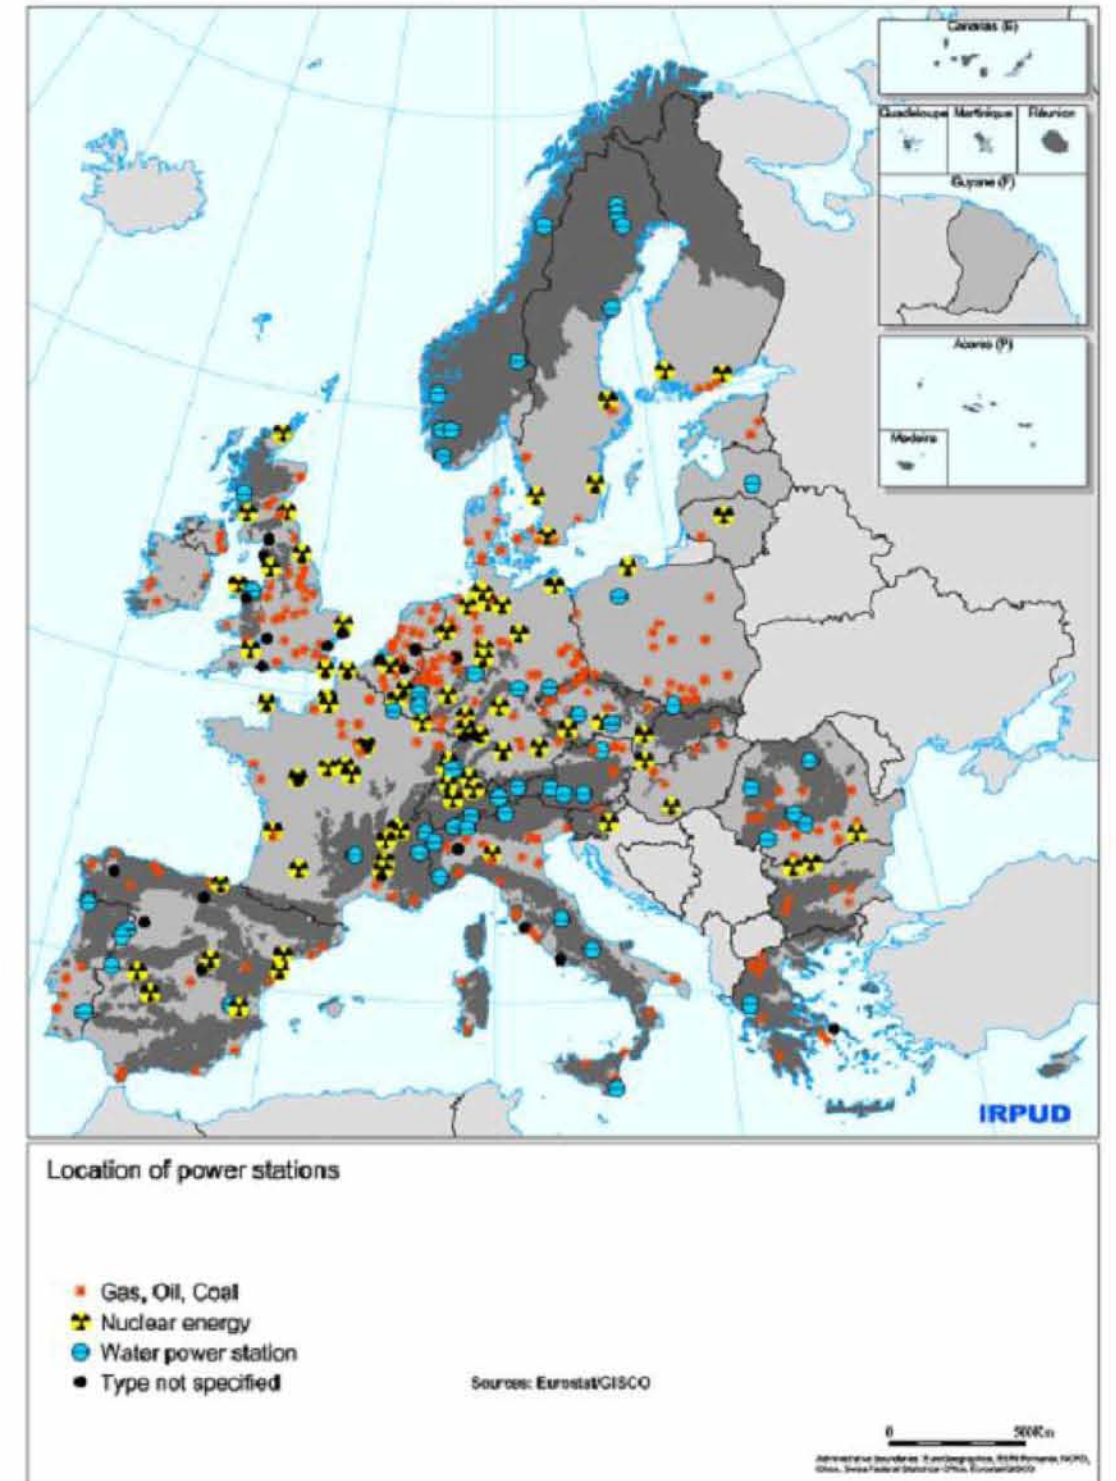 Canarias (E)
Guadeloupe Martinique Réunion
Guyane (F)
Acores (P)
Madeira
IRPUD
Location of power stations
Gas, Oil, Coal
Nuclear energy
Water power station
Type not specified
Sources: Eurostat/GISCO
0 500Km